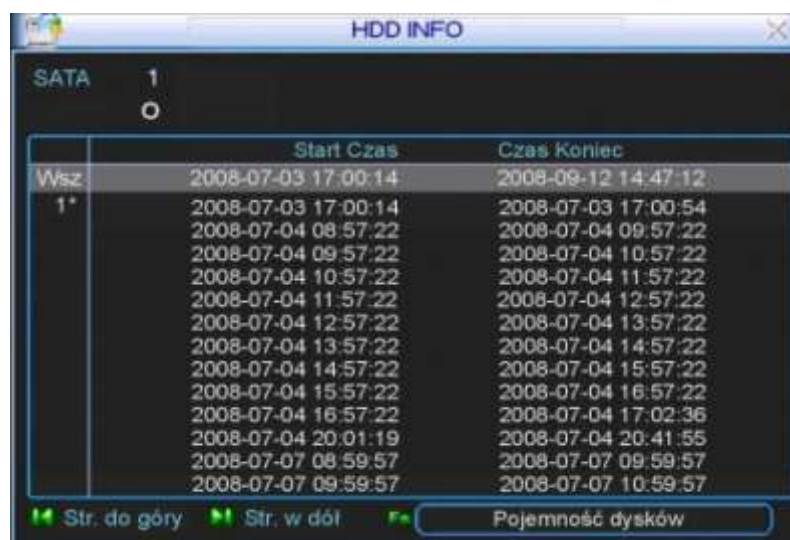 HDD INFO
SATA 1
O
Start Czas Czas Koniec
Wsz 2008-07-03 17:00:14 2008-09-12 14:47:12
1* 2008-07-03 17:00:14 2008-07-03 17:00:54
2008-07-04 08:57:22 2008-07-04 09:57:22
2008-07-04 09:57:22 2008-07-04 10:57:22
2008-07-04 10:57:22 2008-07-04 11:57:22
2008-07-04 11:57:22 2008-07-04 12:57:22
2008-07-04 12:57:22 2008-07-04 13:57:22
2008-07-04 13:57:22 2008-07-04 14:57:22
2008-07-04 14:57:22 2008-07-04 15:57:22
2008-07-04 15:57:22 2008-07-04 16:57:22
2008-07-04 16:57:22 2008-07-04 17:02:36
2008-07-04 20:01:19 2008-07-04 20:41:55
2008-07-07 08:59:57 2008-07-07 09:59:57
2008-07-07 09:59:57 2008-07-07 10:59:57
Str. do góry Str. w dół Fn Pojemność dysków